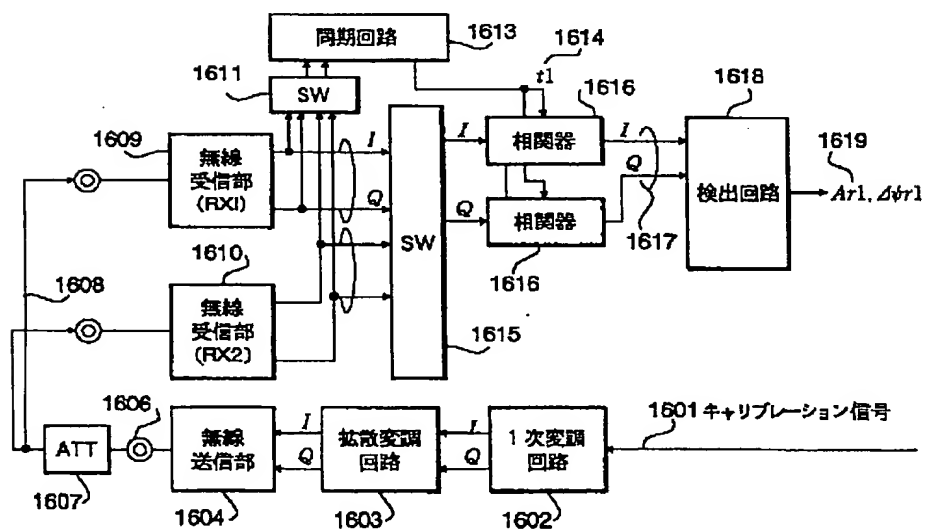 同期回路
1613
1614
t1
1611
SW
1616
1618
1609
I
相関器
I
1619
無線
受信部
(RX1)
Q
Q
相関器
Q
検出回路
Ar1, Δφr1
SW
1617
1610
1616
1608
無線
受信部
(RX2)
1615
1606
1601 キャリブレーション信号
ATT
無線
送信部
I
Q
拡散変調
回路
I
Q
1次変調
回路
1607
1604
1603
1602